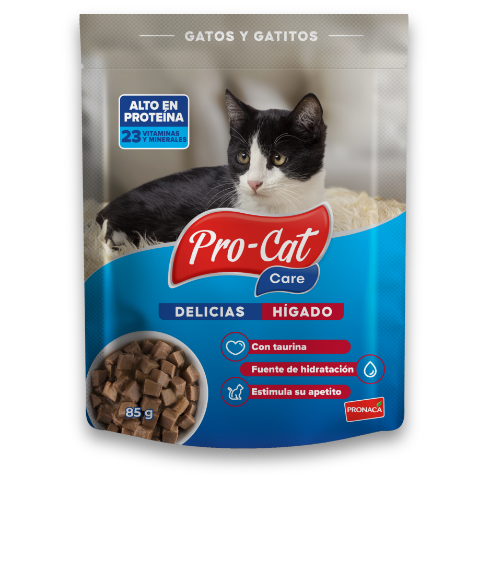 GATOS Y GATITOS
ALTO EN
PROTEÍNA
23 VITAMINAS
Y MINERALES
Pro-Cat
Care
DELICIAS HÍGADO
Con taurina
Fuente de hidratación
Estimula su apetito
85 g
PRONACA